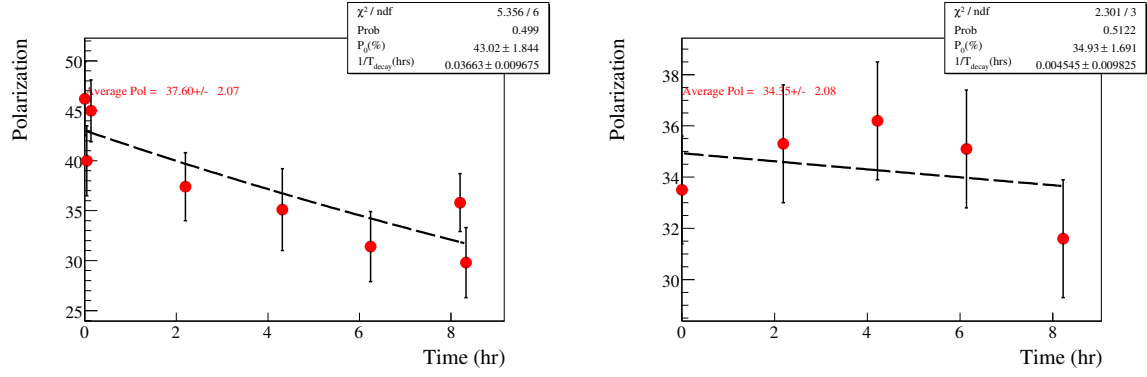 χ² / ndf 5.356 / 6
Prob 0.499
P₀(%) 43.02 ± 1.844
1/T_decay(hrs) 0.03663 ± 0.009675
Polarization
Average Pol = 37.60+/- 2.07
50
45
40
35
30
25
0 2 4 6 8
Time (hr)
χ² / ndf 2.301 / 3
Prob 0.5122
P₀(%) 34.93 ± 1.691
1/T_decay(hrs) 0.004545 ± 0.009825
Polarization
Average Pol = 34.35+/- 2.08
38
36
34
32
30
0 2 4 6 8
Time (hr)